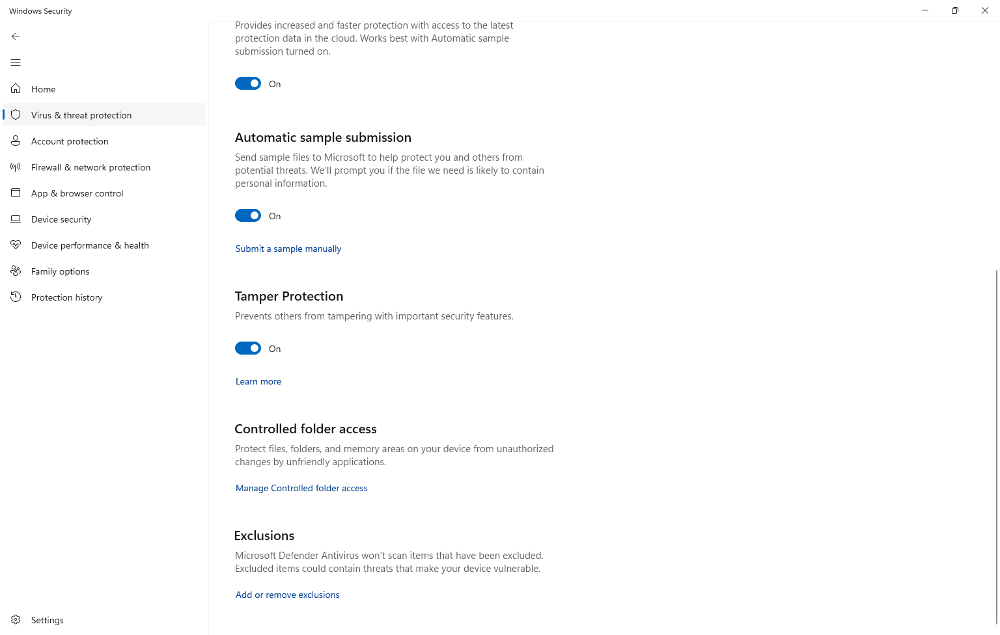 Windows Security
Home
Virus & threat protection
Account protection
Firewall & network protection
App & browser control
Device security
Device performance & health
Family options
Protection history
Settings
Provides increased and faster protection with access to the latest
protection data in the cloud. Works best with Automatic sample
submission turned on.
On
Automatic sample submission
Send sample files to Microsoft to help protect you and others from
potential threats. We'll prompt you if the file we need is likely to contain
personal information.
On
Submit a sample manually
Tamper Protection
Prevents others from tampering with important security features.
On
Learn more
Controlled folder access
Protect files, folders, and memory areas on your device from unauthorized
changes by unfriendly applications.
Manage Controlled folder access
Exclusions
Microsoft Defender Antivirus won't scan items that have been excluded.
Excluded items could contain threats that make your device vulnerable.
Add or remove exclusions